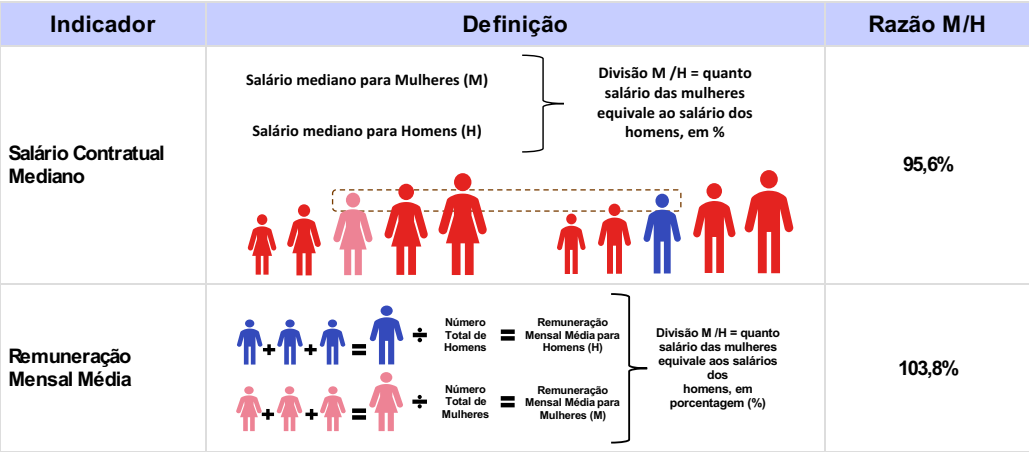 Indicador
Definição
Razão M/H
Salário Contratual
Mediano
Salário mediano para Mulheres (M)
Salário mediano para Homens (H)
Divisão M /H = quanto
salário das mulheres
equivale ao salário dos
homens, em %
95,6%
Remuneração
Mensal Média
+ + = ÷
Número
Total de
Homens
=
Remuneração
Mensal Média para
Homens (H)
+ + = ÷
Número
Total de
Mulheres
=
Remuneração
Mensal Média para
Mulheres (M)
Divisão M /H = quanto
salário das mulheres
equivale aos salários
dos
homens, em
porcentagem (%)
103,8%